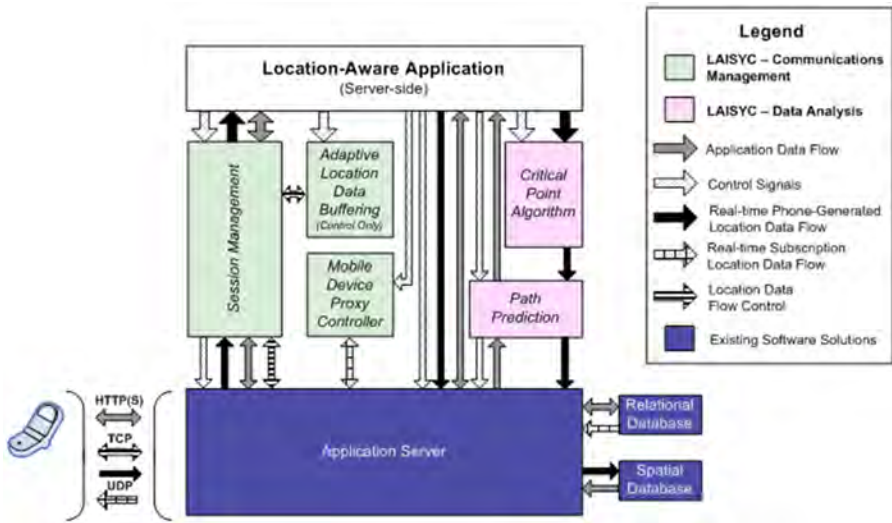 Location-Aware Application
(Server-side)
Session Management
Adaptive
Location
Data
Buffering
(Control Only)
Mobile
Device
Proxy
Controller
Critical
Point
Algorithm
Path
Prediction
Legend
LAISYC – Communications
Management
LAISYC – Data Analysis
Application Data Flow
Control Signals
Real-time Phone-Generated
Location Data Flow
Real-time Subscription
Location Data Flow
Location Data
Flow Control
Existing Software Solutions
HTTP(S)
TCP
UDP
Application Server
Relational
Database
Spatial
Database